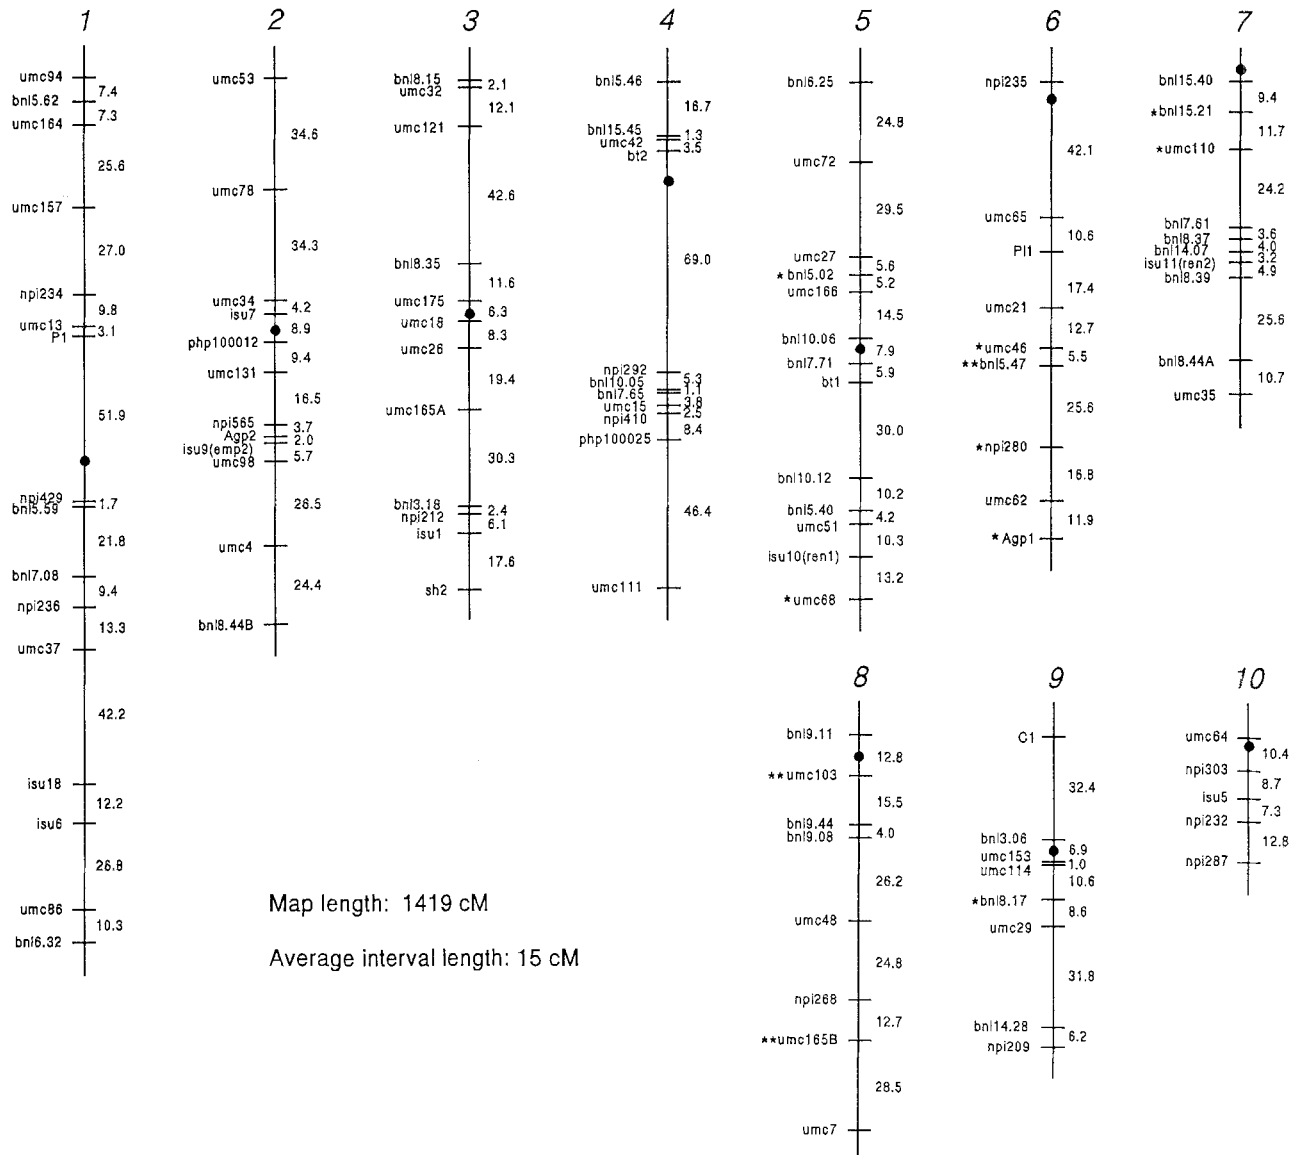 1
umc94
7.4
bnl5.62
7.3
umc164
25.6
umc157
27.0
npi234
9.8
umc13
3.1
P1
51.9
npi429
1.7
bnl5.59
21.8
bnl7.08
9.4
npi236
13.3
umc37
42.2
isu18
12.2
isu6
26.8
umc86
10.3
bnl6.32
2
umc53
34.6
umc78
34.3
umc34
4.2
isu7
8.9
php100012
9.4
umc131
16.5
npi565
3.7
Agp2
2.0
isu9(emp2)
5.7
umc98
26.5
umc4
24.4
bnl8.44B
3
bnl8.15
2.1
umc32
12.1
umc121
42.6
bnl8.35
11.6
umc175
6.3
umc18
8.3
umc26
19.4
umc165A
30.3
bnl3.18
2.4
npi212
6.1
isu1
17.6
sh2
4
bnl5.46
16.7
bnl15.45
1.3
umc42
3.5
bt2
69.0
npi292
5.3
bnl10.05
1.1
bnl7.65
3.8
umc15
2.5
npi410
8.4
php100025
46.4
umc111
5
bnl6.25
24.8
umc72
29.5
umc27
5.6
*bnl5.02
5.2
umc166
14.5
bnl10.06
7.9
bnl7.71
5.9
bt1
30.0
bnl10.12
10.2
bnl5.40
4.2
umc51
10.3
isu10(ren1)
13.2
*umc68
6
npi235
42.1
umc65
10.6
Pl1
17.4
umc21
12.7
*umc46
5.5
**bnl5.47
25.6
*npi280
16.8
umc62
11.9
*Agp1
7
bnl15.40
9.4
*bnl15.21
11.7
*umc110
24.2
bnl7.61
3.6
bnl8.37
4.0
bnl14.07
3.2
isu11(ren2)
4.9
bnl8.39
25.6
bnl8.44A
10.7
umc35
8
bnl9.11
12.8
**umc103
15.5
bnl9.44
4.0
bnl9.08
26.2
umc48
24.8
npi268
12.7
**umc165B
28.5
umc7
9
C1
32.4
bnl3.06
6.9
umc153
1.0
umc114
10.6
*bnl8.17
8.6
umc29
31.8
bnl14.28
6.2
npi209
10
umc64
10.4
npi303
8.7
isu5
7.3
npi232
12.8
npi287
Map length: 1419 cM
Average interval length: 15 cM